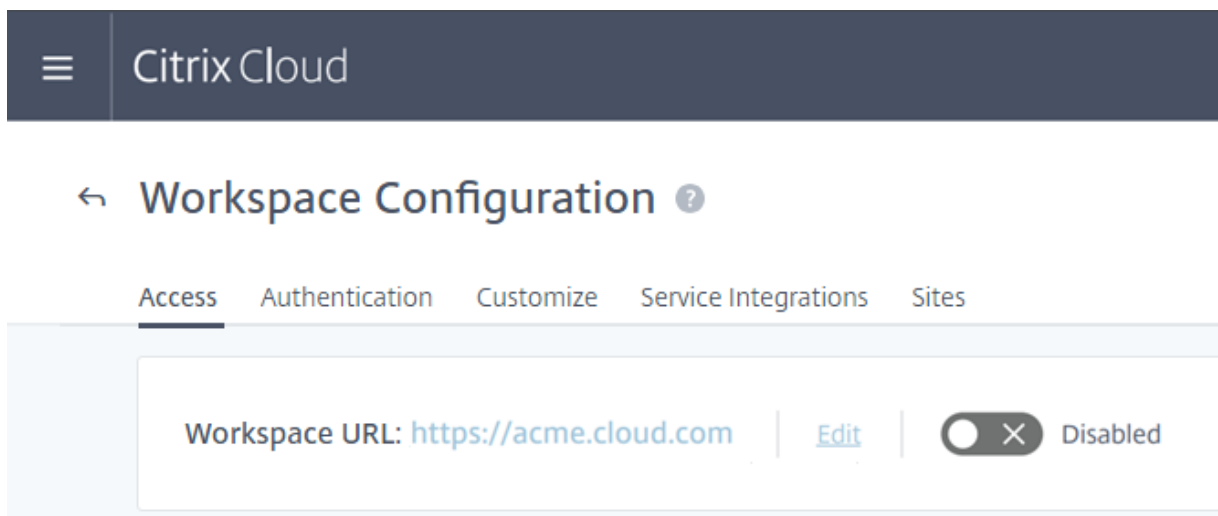 Citrix Cloud
Workspace Configuration ?
Access Authentication Customize Service Integrations Sites
Workspace URL: https://acme.cloud.com Edit Disabled